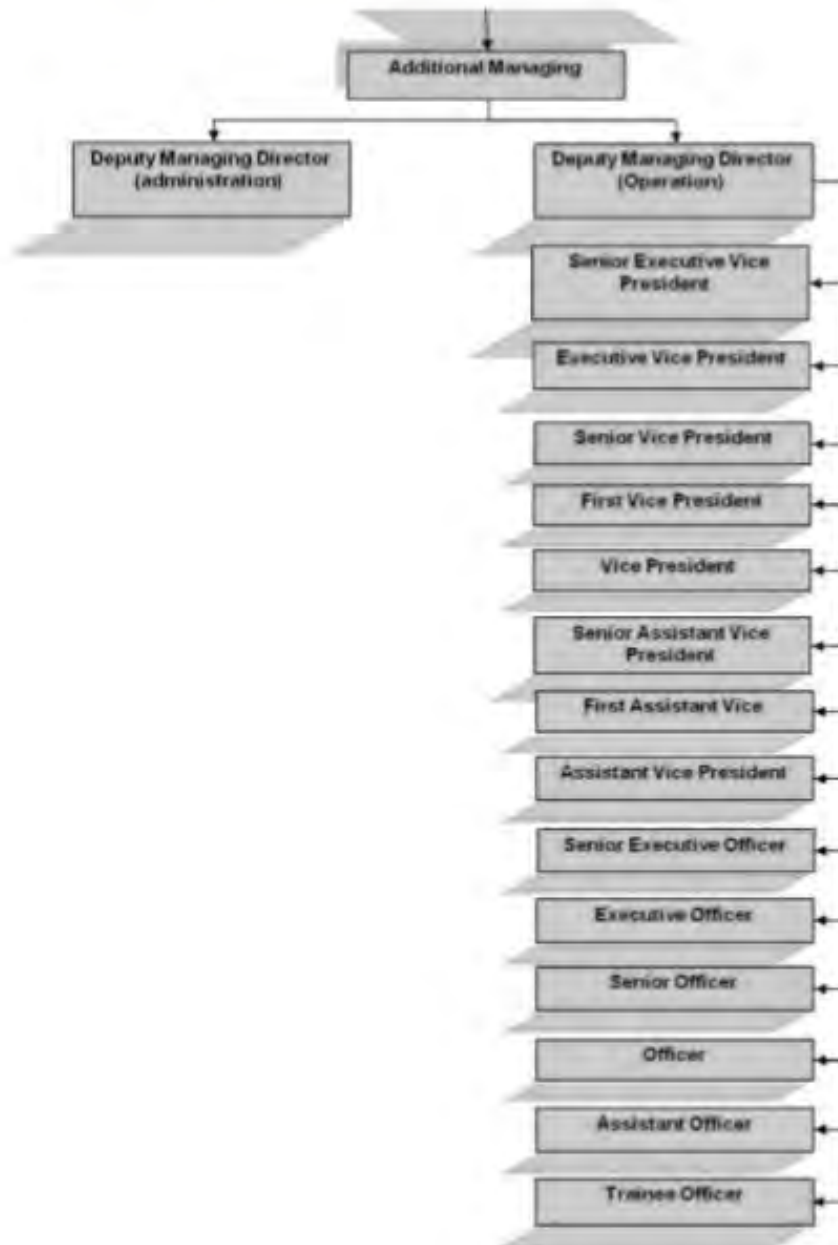 Additional Managing
Deputy Managing Director
(administration)
Deputy Managing Director
(Operation)
Senior Executive Vice
President
Executive Vice President
Senior Vice President
First Vice President
Vice President
Senior Assistant Vice
President
First Assistant Vice
Assistant Vice President
Senior Executive Officer
Executive Officer
Senior Officer
Officer
Assistant Officer
Trainee Officer